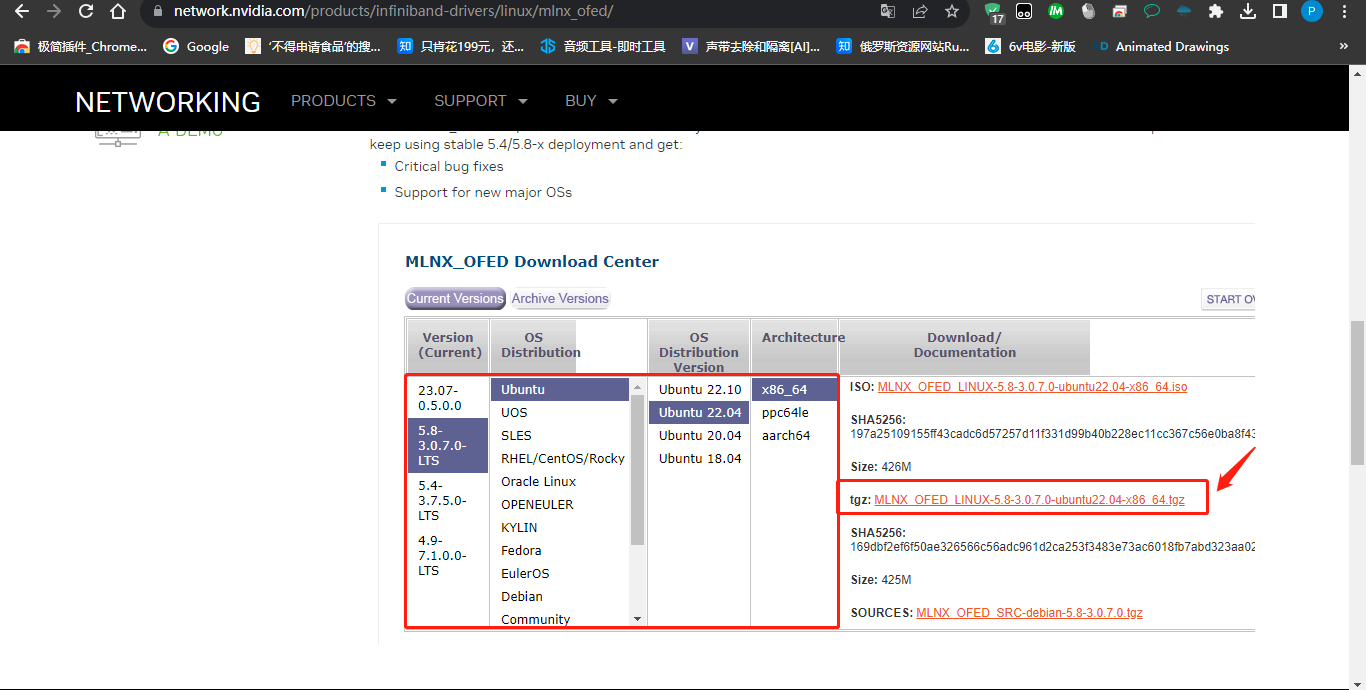 network.nvidia.com/products/infiniband-drivers/linux/mlnx_ofed/
17
P
极简插件_Chrome...
Google
'不得申请食品'的搜...
知 只肯花199元，还...
音频工具-即时工具
V 声带去除和隔离[AI]...
知 俄罗斯资源网站Ru...
6v电影-新版
D Animated Drawings
»
NETWORKING
PRODUCTS
SUPPORT
BUY
A DEMO
keep using stable 5.4/5.8-x deployment and get:
Critical bug fixes
Support for new major OSs
MLNX_OFED Download Center
Current Versions
Archive Versions
START OV
Version
(Current)
OS
Distribution
OS
Distribution
Version
Architecture
Download/
Documentation
23.07-
0.5.0.0
5.8-
3.0.7.0-
LTS
5.4-
3.7.5.0-
LTS
4.9-
7.1.0.0-
LTS
Ubuntu
UOS
SLES
RHEL/CentOS/Rocky
Oracle Linux
OPENEULER
KYLIN
Fedora
EulerOS
Debian
Community
Ubuntu 22.10
Ubuntu 22.04
Ubuntu 20.04
Ubuntu 18.04
x86_64
ppc64le
aarch64
ISO: MLNX_OFED_LINUX-5.8-3.0.7.0-ubuntu22.04-x86_64.iso
SHA5256:
197a25109155ff43cadc6d57257d11f331d99b40b228ec11cc367c56e0ba8f43
Size: 426M
tgz: MLNX_OFED_LINUX-5.8-3.0.7.0-ubuntu22.04-x86_64.tgz
SHA5256:
169dbf2ef6f50ae326566c56adc961d2ca253f3483e73ac6018fb7abd323aa02
Size: 425M
SOURCES: MLNX_OFED_SRC-debian-5.8-3.0.7.0.tgz